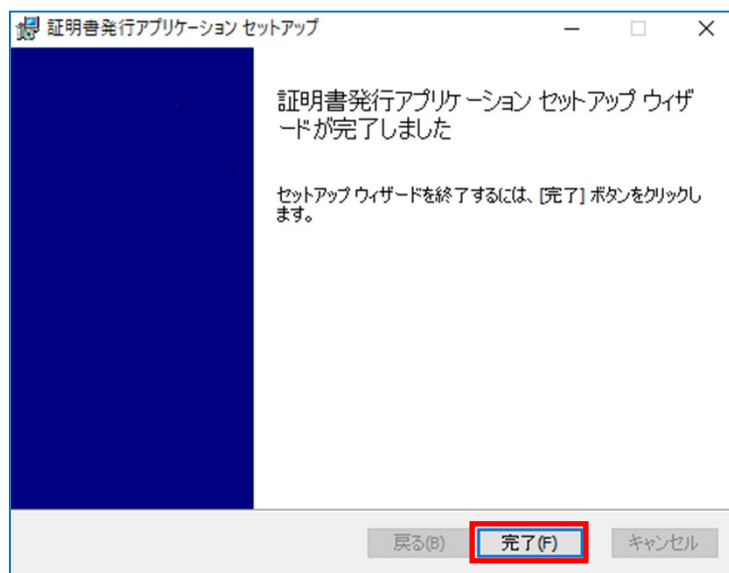 証明書発行アプリケーション セットアップ
証明書発行アプリケーション セットアップ ウィザ
ードが完了しました
セットアップ ウィザードを終了するには、[完了] ボタンをクリックし
ます。
戻る(B) 完了(F) キャンセル